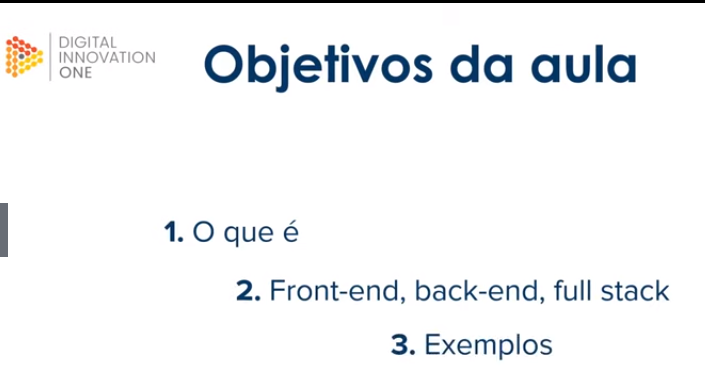 DIGITAL
INNOVATION
ONE
Objetivos da aula
1. O que é
2. Front-end, back-end, full stack
3. Exemplos